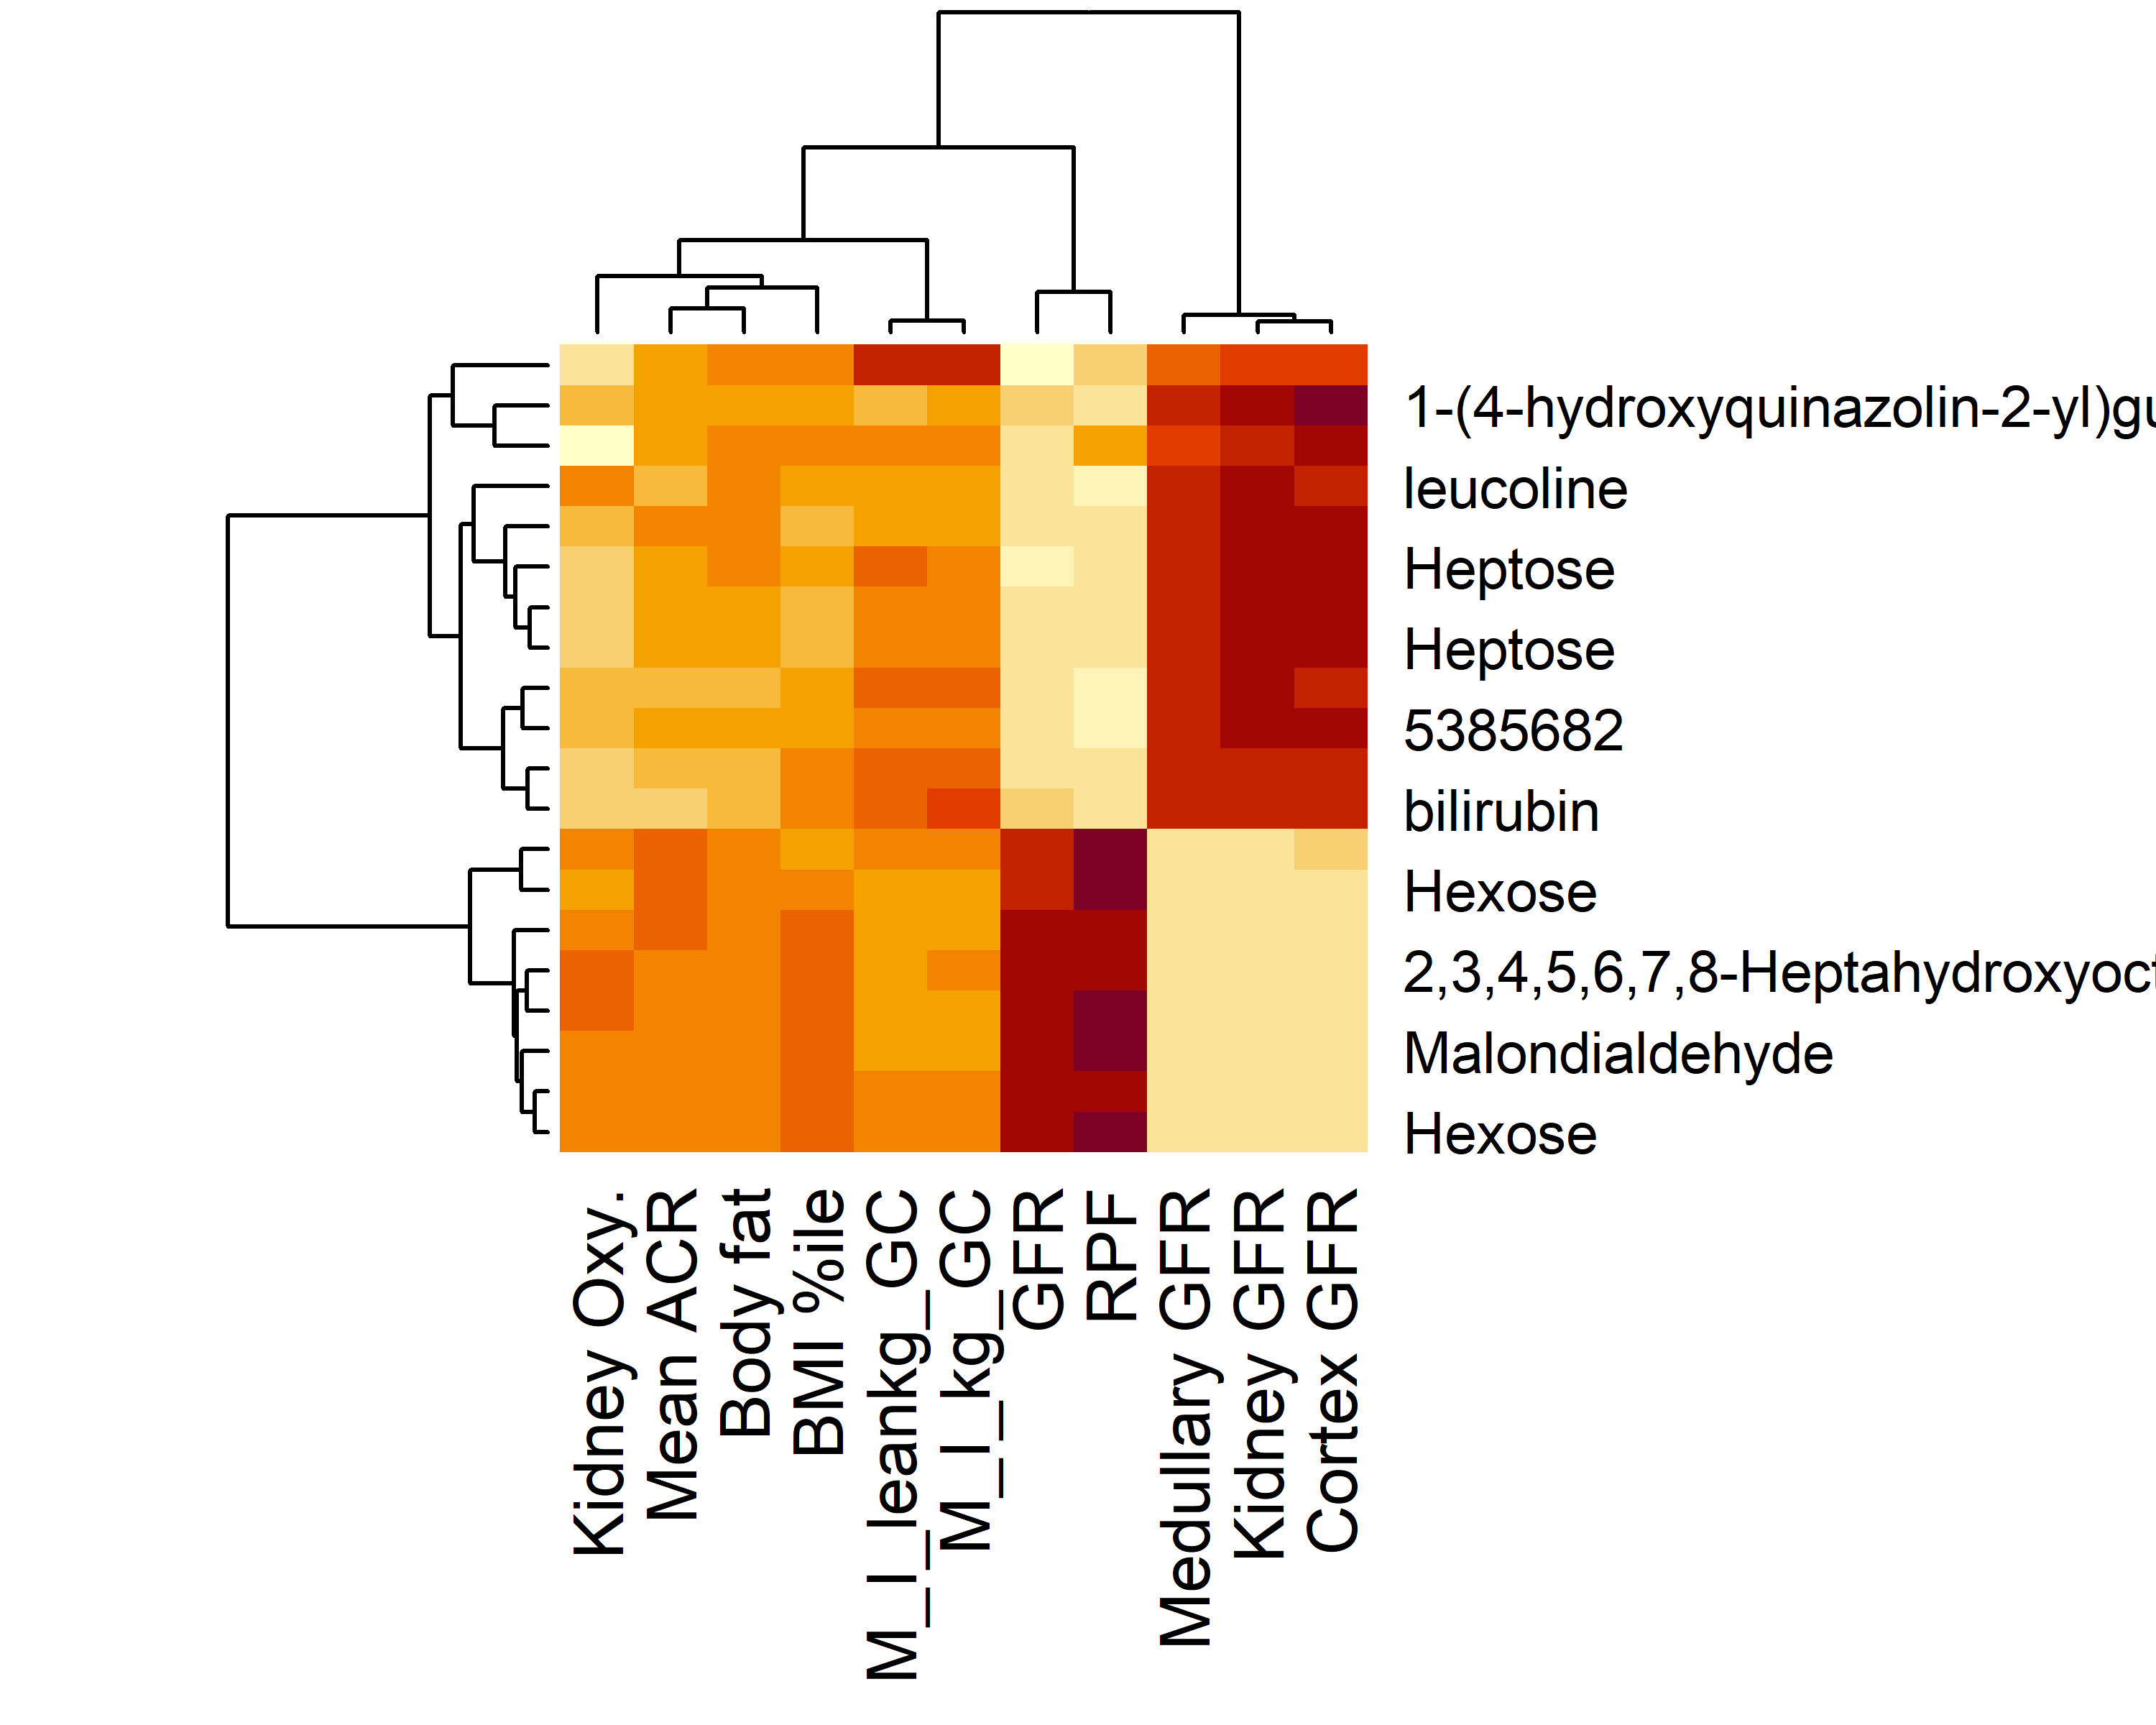 1-(4-hydroxyquinazolin-2-yl)gu
leucoline
Heptose
Heptose
5385682
bilirubin
Hexose
2,3,4,5,6,7,8-Heptahydroxyoct
Malondialdehyde
Hexose
Kidney Oxy.
Mean ACR
Body fat
BMI %ile
M_I_leankg_GC
M_I_kg_GC
GFR
RPF
Medullary GFR
Kidney GFR
Cortex GFR